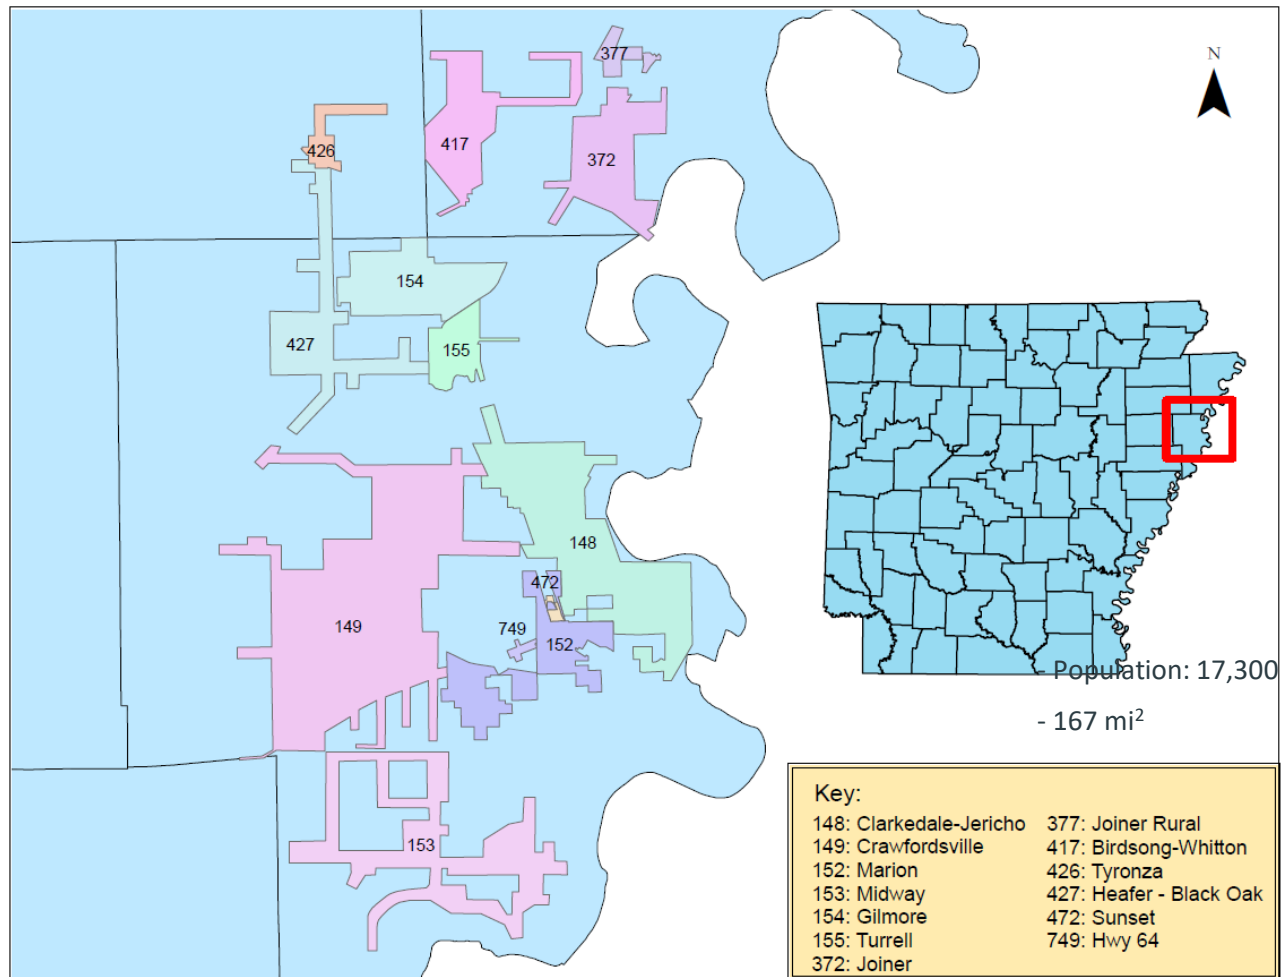 N
377
417
426
372
154
427
155
148
472
149
749
152
153
- Population: 17,300
- 167 mi²
Key:
148: Clarkedale-Jericho
149: Crawfordsville
152: Marion
153: Midway
154: Gilmore
155: Turrell
372: Joiner
377: Joiner Rural
417: Birdsong-Whitton
426: Tyronza
427: Heafer - Black Oak
472: Sunset
749: Hwy 64